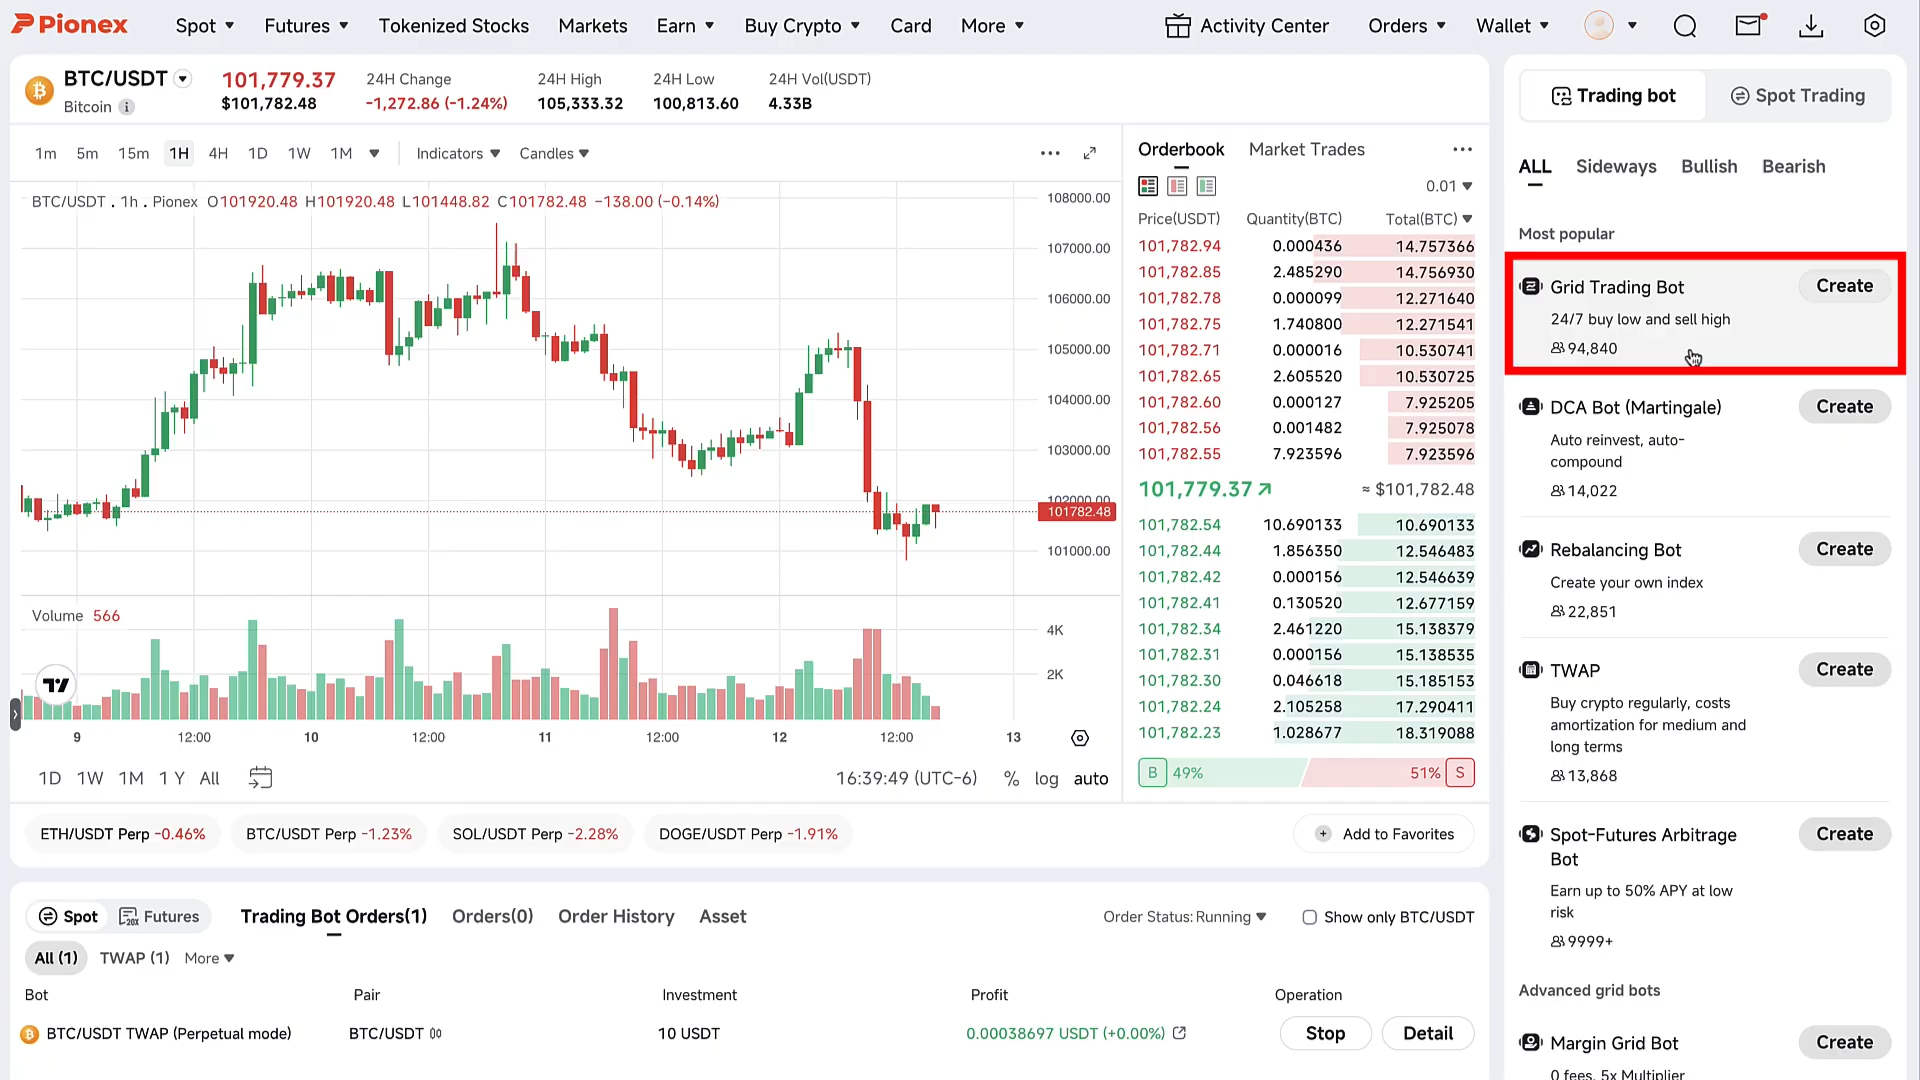 Pionex
Spot Futures Tokenized Stocks Markets Earn Buy Crypto Card More Activity Center Orders Wallet
BTC/USDT
Bitcoin
101,779.37
$101,782.48
24H Change
-1,272.86 (-1.24%)
24H High
105,333.32
24H Low
100,813.60
24H Vol(USDT)
4.33B
1m 5m 15m 1H 4H 1D 1W 1M Indicators Candles
BTC/USDT . 1h . Pionex O101920.48 H101920.48 L101448.82 C101782.48 −138.00 (−0.14%)
108000.00
107000.00
106000.00
105000.00
104000.00
103000.00
102000.00
101782.48
101000.00
Volume 566
4K
2K
9 12:00 10 12:00 11 12:00 12 12:00 13
1D 1W 1M 1 Y All
16:39:49 (UTC-6) % log auto
Orderbook Market Trades
0.01
Price(USDT) Quantity(BTC) Total(BTC)
101,782.94 0.000436 14.757366
101,782.85 2.485290 14.756930
101,782.78 0.000099 12.271640
101,782.75 1.740800 12.271541
101,782.71 0.000016 10.530741
101,782.65 2.605520 10.530725
101,782.60 0.000127 7.925205
101,782.56 0.001482 7.925078
101,782.55 7.923596 7.923596
101,779.37 ≈ $101,782.48
101,782.54 10.690133 10.690133
101,782.44 1.856350 12.546483
101,782.42 0.000156 12.546639
101,782.41 0.130520 12.677159
101,782.34 2.461220 15.138379
101,782.31 0.000156 15.138535
101,782.30 0.046618 15.185153
101,782.24 2.105258 17.290411
101,782.23 1.028677 18.319088
B 49% 51% S
ETH/USDT Perp -0.46% BTC/USDT Perp -1.23% SOL/USDT Perp -2.28% DOGE/USDT Perp -1.91% Add to Favorites
Spot Futures Trading Bot Orders(1) Orders(0) Order History Asset Order Status: Running Show only BTC/USDT
20X
All (1) TWAP (1) More
Bot Pair Investment Profit Operation
BTC/USDT TWAP (Perpetual mode) BTC/USDT 10 USDT 0.00038697 USDT (+0.00%) Stop Detail
Trading bot Spot Trading
ALL Sideways Bullish Bearish
Most popular
Grid Trading Bot Create
24/7 buy low and sell high
94,840
DCA Bot (Martingale) Create
Auto reinvest, auto-
compound
14,022
Rebalancing Bot Create
Create your own index
22,851
TWAP Create
Buy crypto regularly, costs
amortization for medium and
long terms
13,868
Spot-Futures Arbitrage Create
Bot
Earn up to 50% APY at low
risk
9999+
Advanced grid bots
Margin Grid Bot Create
0 fees, 5x Multiplier